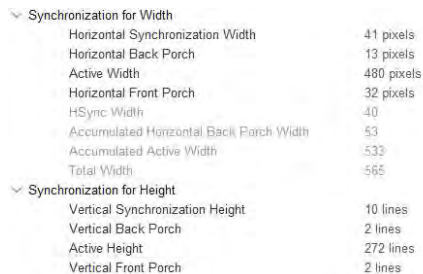 Synchronization for Width
Horizontal Synchronization Width 41 pixels
Horizontal Back Porch 13 pixels
Active Width 480 pixels
Horizontal Front Porch 32 pixels
HSync Width 40
Accumulated Horizontal Back Porch Width 53
Accumulated Active Width 533
Total Width 565
Synchronization for Height
Vertical Synchronization Height 10 lines
Vertical Back Porch 2 lines
Active Height 272 lines
Vertical Front Porch 2 lines